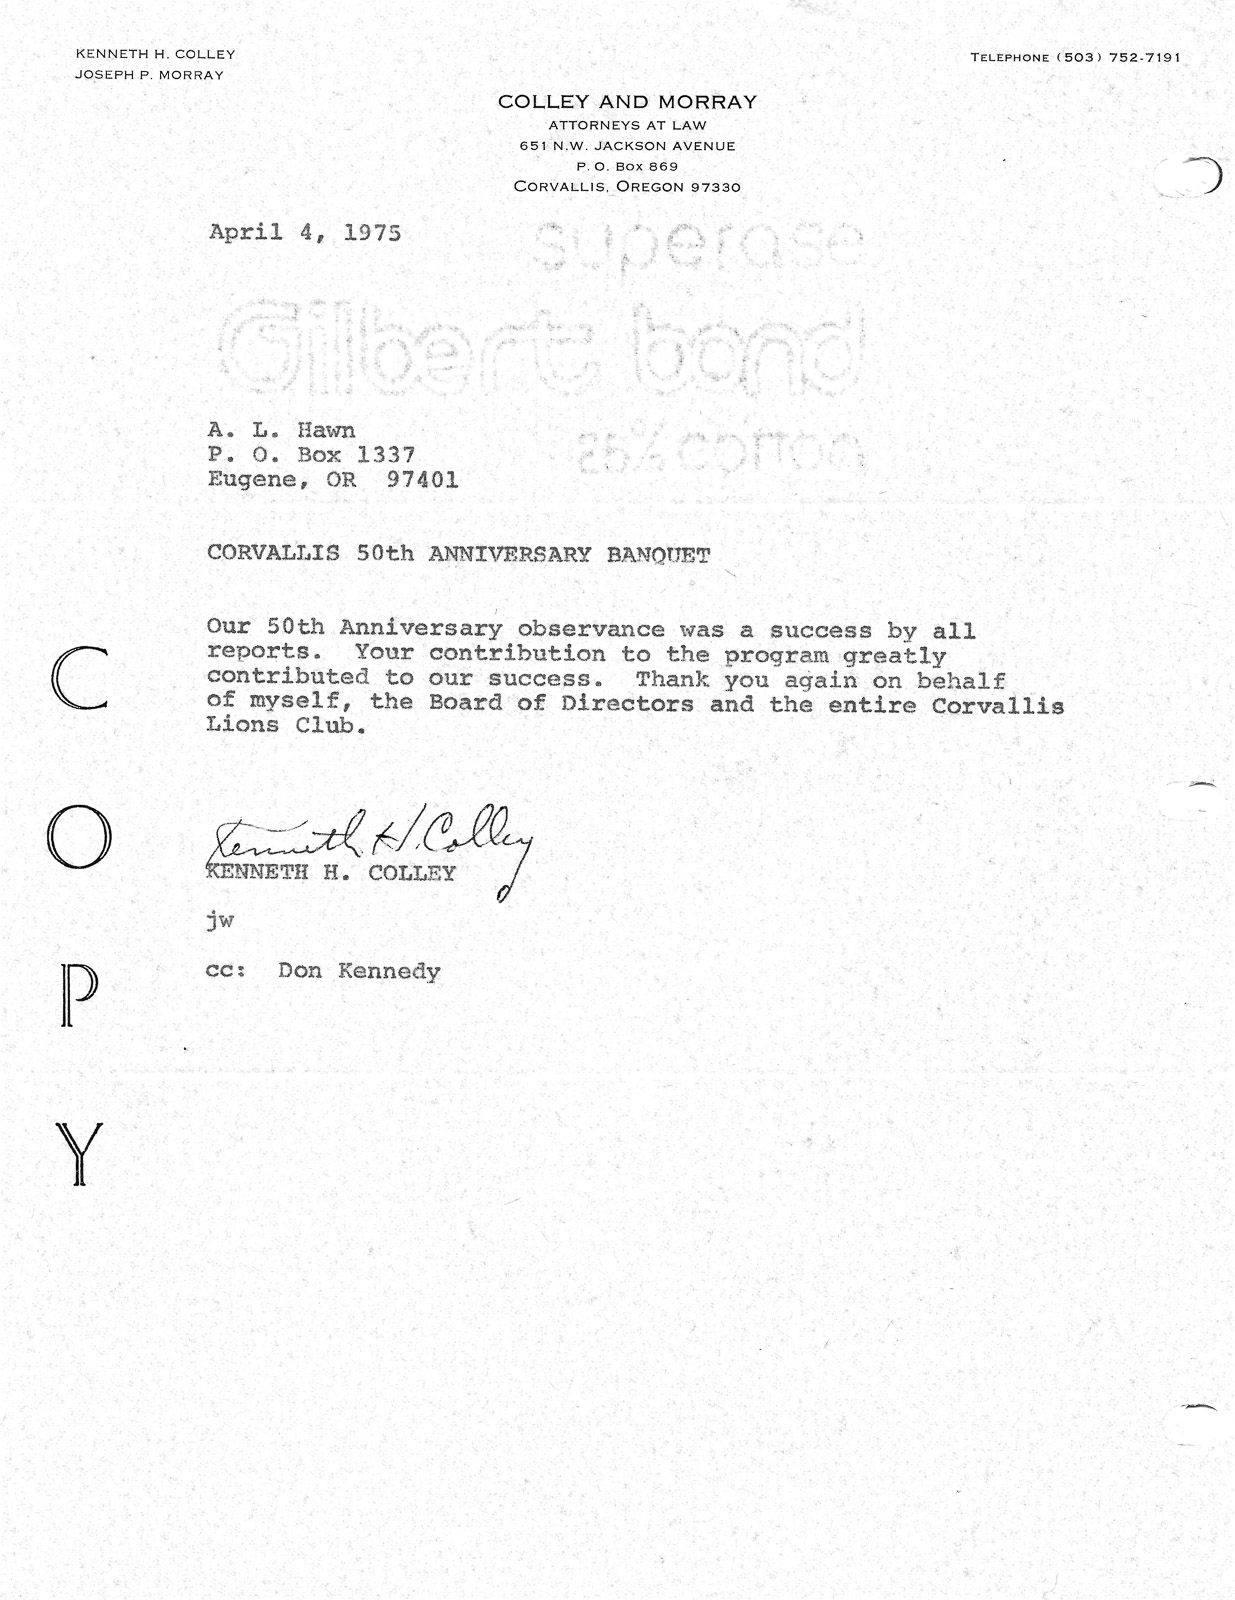 KENNETH H. COLLEY
JOSEPH P. MORRAY
TELEPHONE (503) 752-7191
COLLEY AND MORRAY
ATTORNEYS AT LAW
651 N.W. JACKSON AVENUE
P. O. Box 869
CORVALLIS, OREGON 97330
April 4, 1975
superase
Gilbert bond
25% cotton
A. L. Hawn
P. O. Box 1337
Eugene, OR  97401
CORVALLIS 50th ANNIVERSARY BANQUET
Our 50th Anniversary observance was a success by all
reports.  Your contribution to the program greatly
contributed to our success.  Thank you again on behalf
of myself, the Board of Directors and the entire Corvallis
Lions Club.
Kenneth H. Colley
KENNETH H. COLLEY
jw
cc:  Don Kennedy
C
O
P
Y